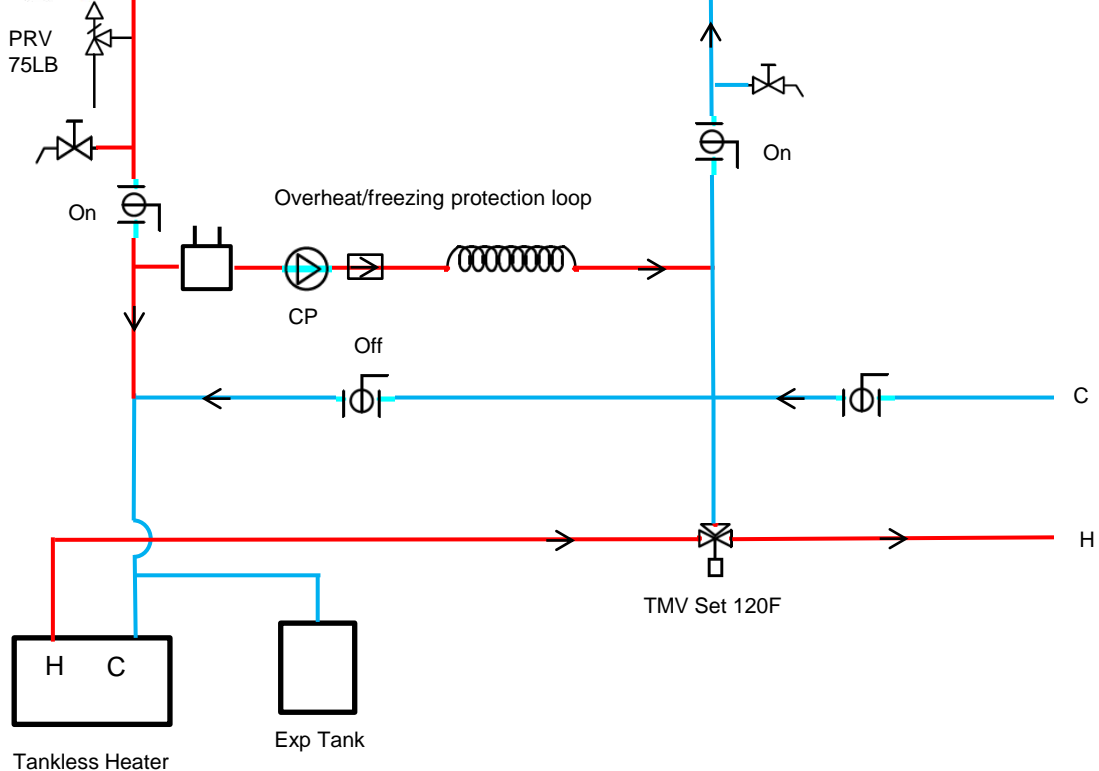 PRV
75LB
On
On
Overheat/freezing protection loop
CP
Off
C
H
TMV Set 120F
H C
Exp Tank
Tankless Heater